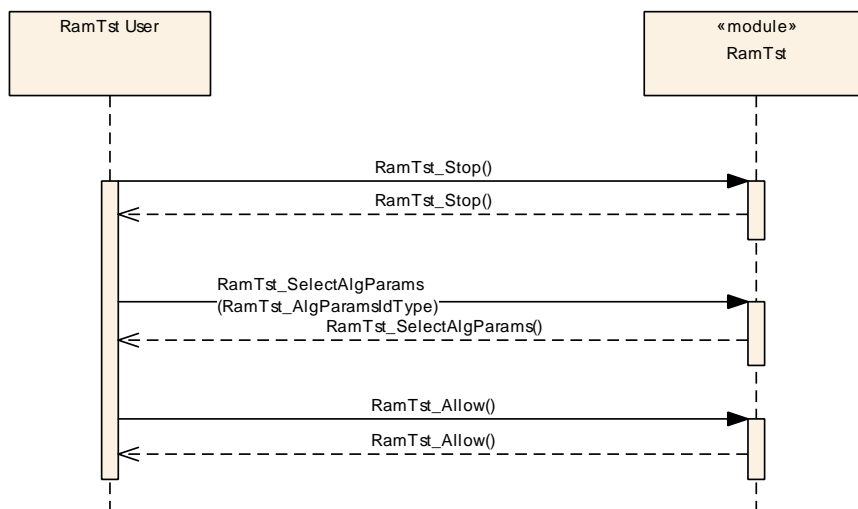 RamTst User
«module»
RamTst
RamTst_Stop()
RamTst_Stop()
RamTst_SelectAlgParams
(RamTst_AlgParamsIdType)
RamTst_SelectAlgParams()
RamTst_Allow()
RamTst_Allow()